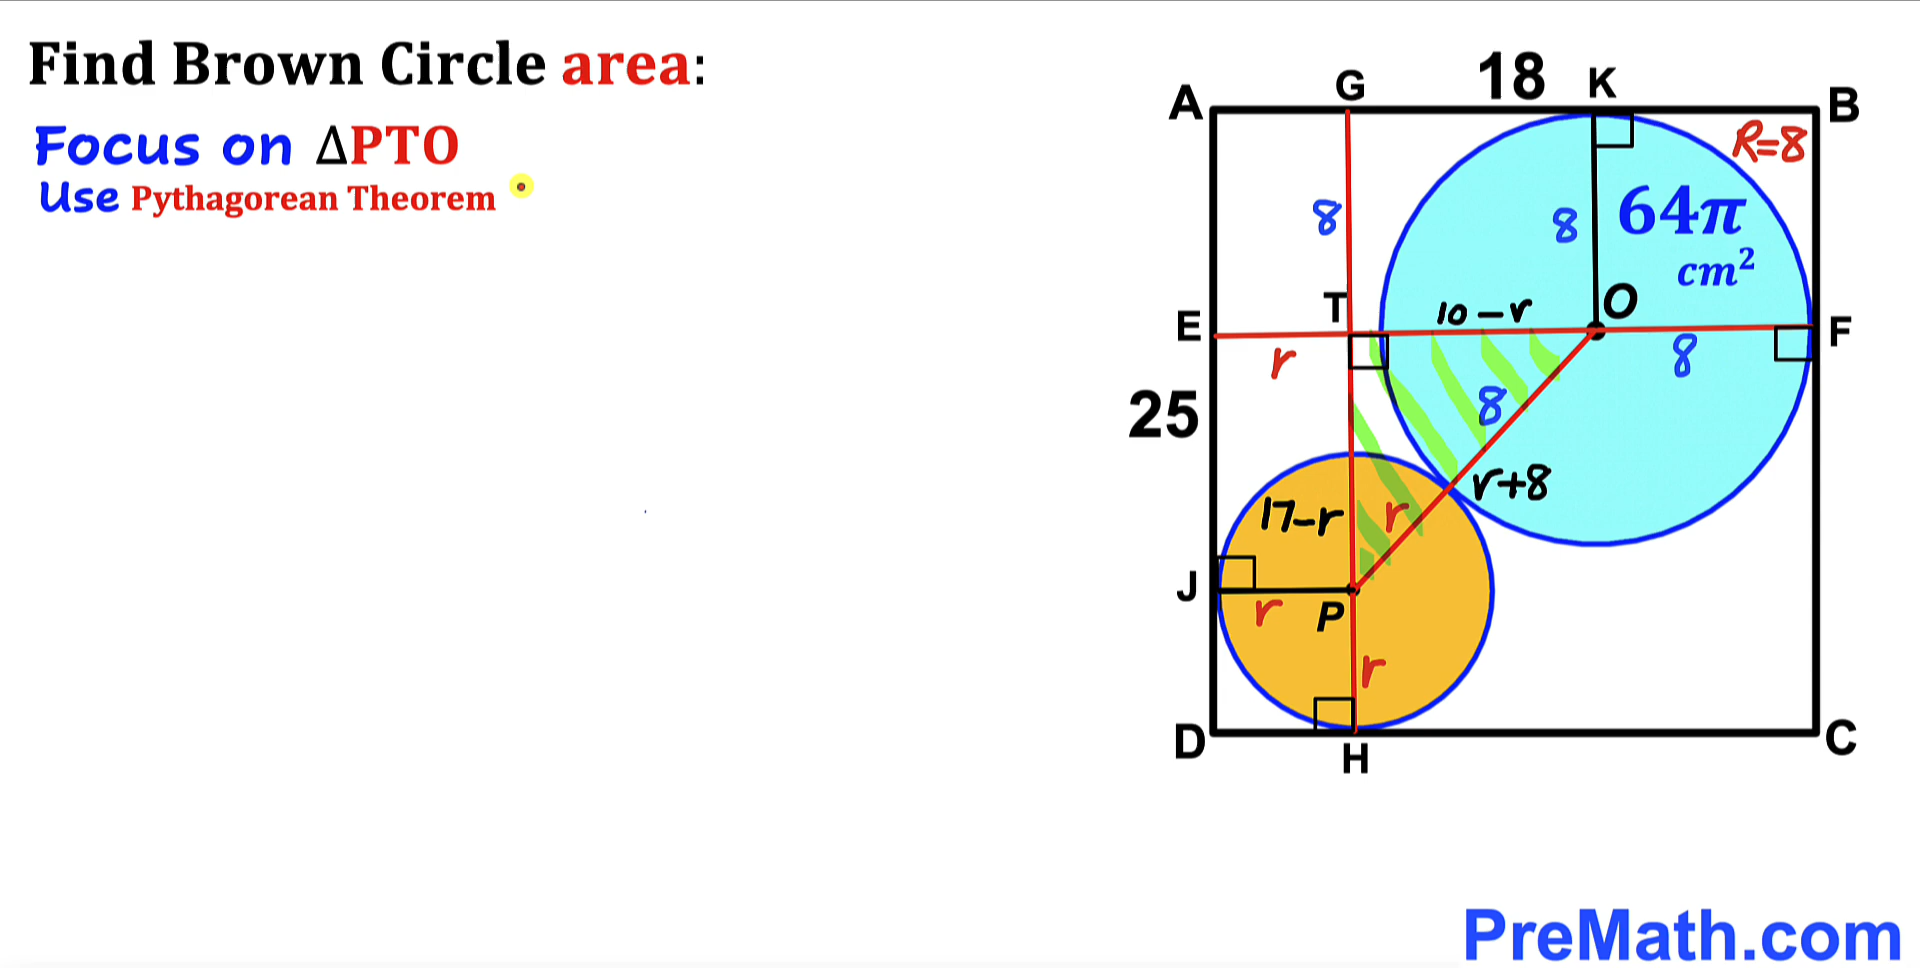 Find Brown Circle area:
Focus on ΔPTO
Use Pythagorean Theorem
18
A
G
K
B
R=8
8
8
64π
cm²
E
T
10-r
O
F
r
8
25
8
r+8
17-r
r
J
r
P
r
D
H
C
PreMath.com